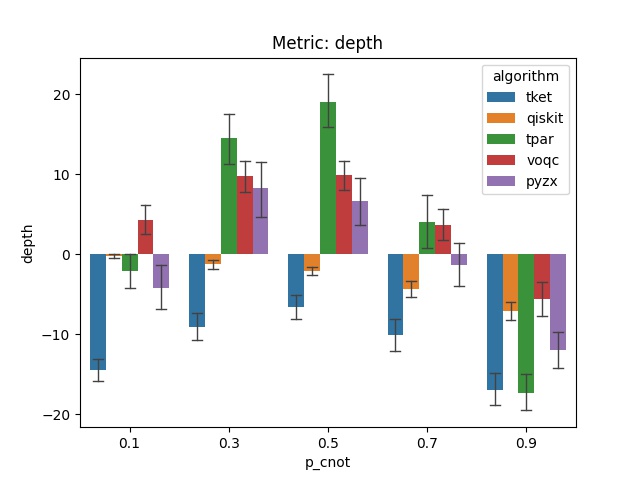 Metric: depth
algorithm
tket
qiskit
tpar
voqc
pyzx
depth
20
10
0
−10
−20
0.1 0.3 0.5 0.7 0.9
p_cnot